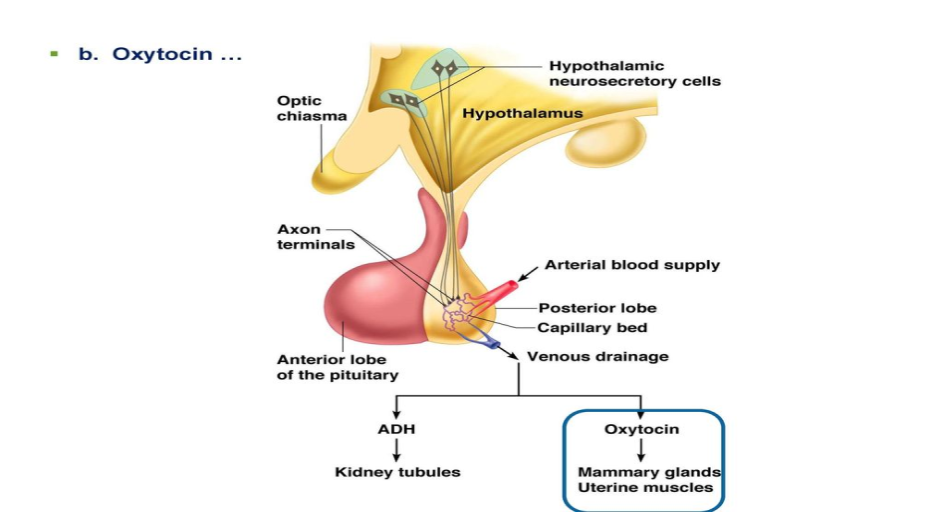 b. Oxytocin …
Hypothalamic
neurosecretory cells
Optic
chiasma
Hypothalamus
Axon
terminals
Arterial blood supply
Posterior lobe
Capillary bed
Venous drainage
Anterior lobe
of the pituitary
ADH
Oxytocin
Kidney tubules
Mammary glands
Uterine muscles